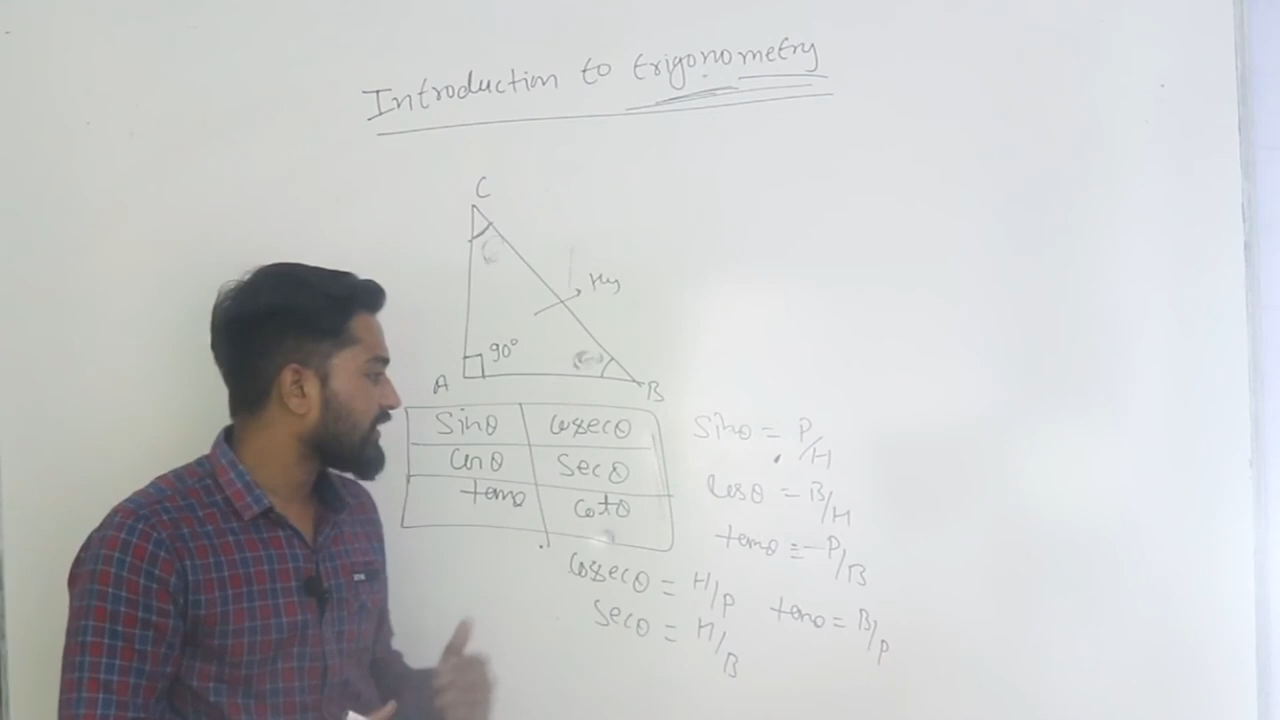 Introduction to trigonometry
C
Hy
90°
A
B
Sinθ cosecθ
Cosθ Secθ
tanθ Cotθ
Sinθ = P/H
Cosθ = B/H
tanθ = P/B
Cosecθ = H/P
tanθ = B/P
Secθ = H/B